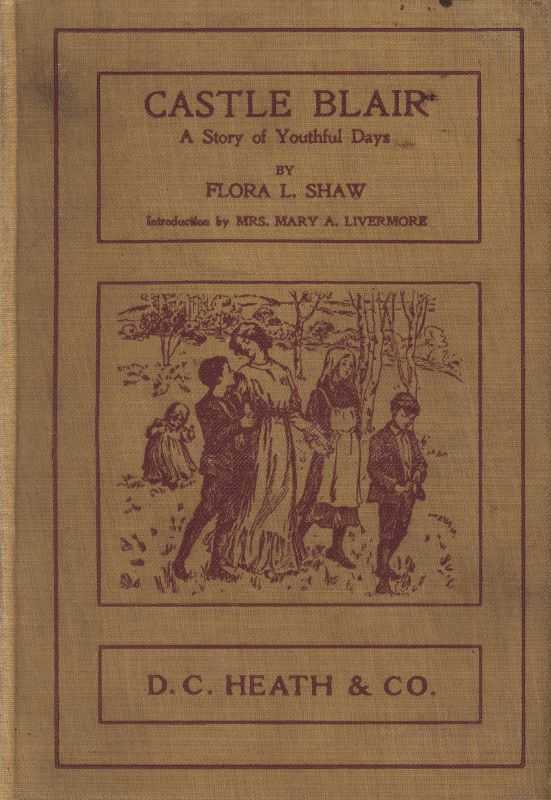 CASTLE BLAIR
A Story of Youthful Days
BY
FLORA L. SHAW
Introduction by MRS. MARY A. LIVERMORE
D. C. HEATH & CO.